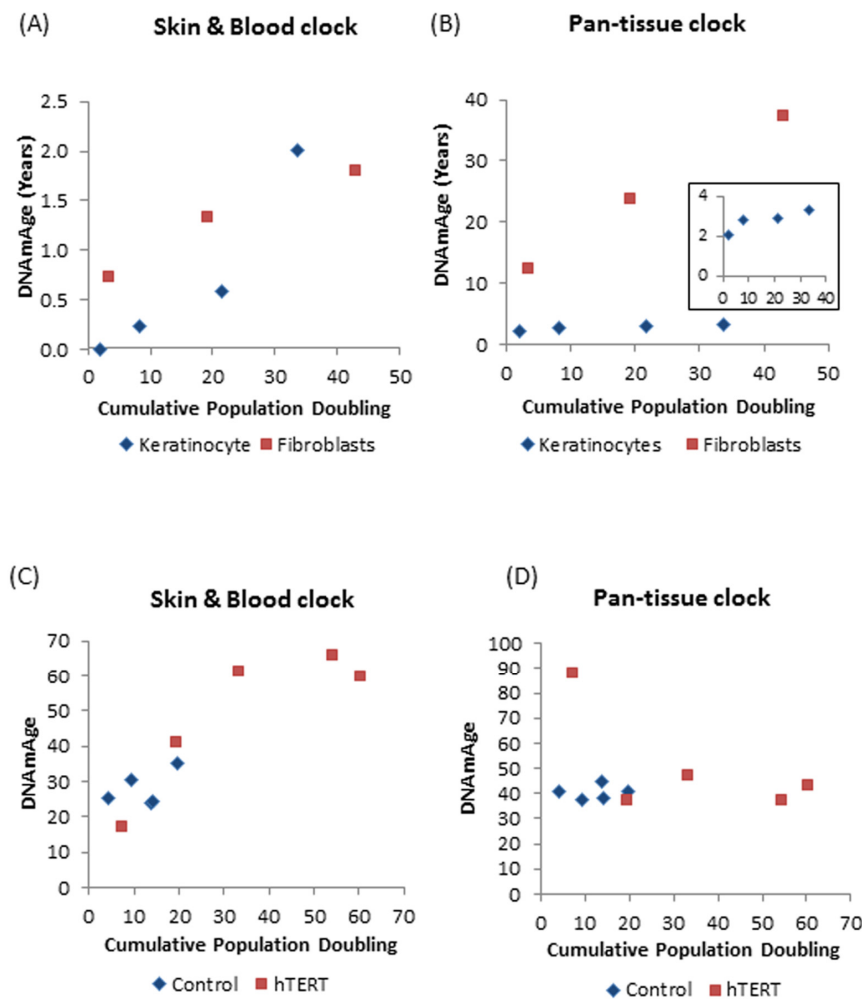 (A)
Skin & Blood clock
DNAmAge (Years)
2.5
2.0
1.5
1.0
0.5
0.0
0 10 20 30 40 50
Cumulative Population Doubling
Keratinocyte Fibroblasts
(B)
Pan-tissue clock
DNAmAge (Years)
40
30
20
10
0
4
2
0
0 10 20 30 40
0 10 20 30 40 50
Cumulative Population Doubling
Keratinocytes Fibroblasts
(C)
Skin & Blood clock
DNAmAge
70
60
50
40
30
20
10
0
0 10 20 30 40 50 60 70
Cumulative Population Doubling
Control hTERT
(D)
Pan-tissue clock
DNAmAge
100
90
80
70
60
50
40
30
20
10
0
0 10 20 30 40 50 60 70
Cumulative Population Doubling
Control hTERT